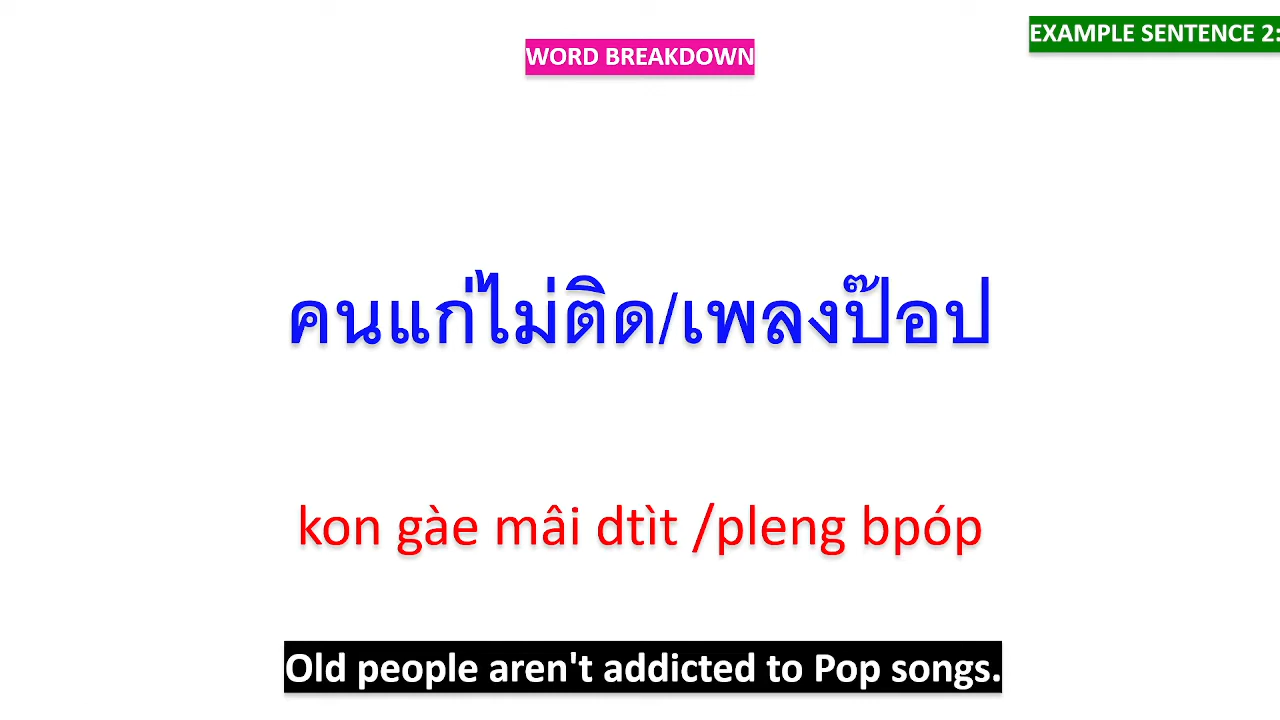 EXAMPLE SENTENCE 2:
WORD BREAKDOWN
คนแก่ไม่ติด/เพลงป๊อป
kon gàe mâi dtìt /pleng bpóp
Old people aren't addicted to Pop songs.